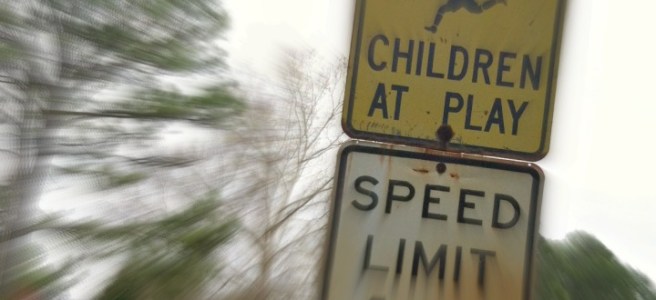 CHILDREN
AT PLAY
SPEED
LIMIT